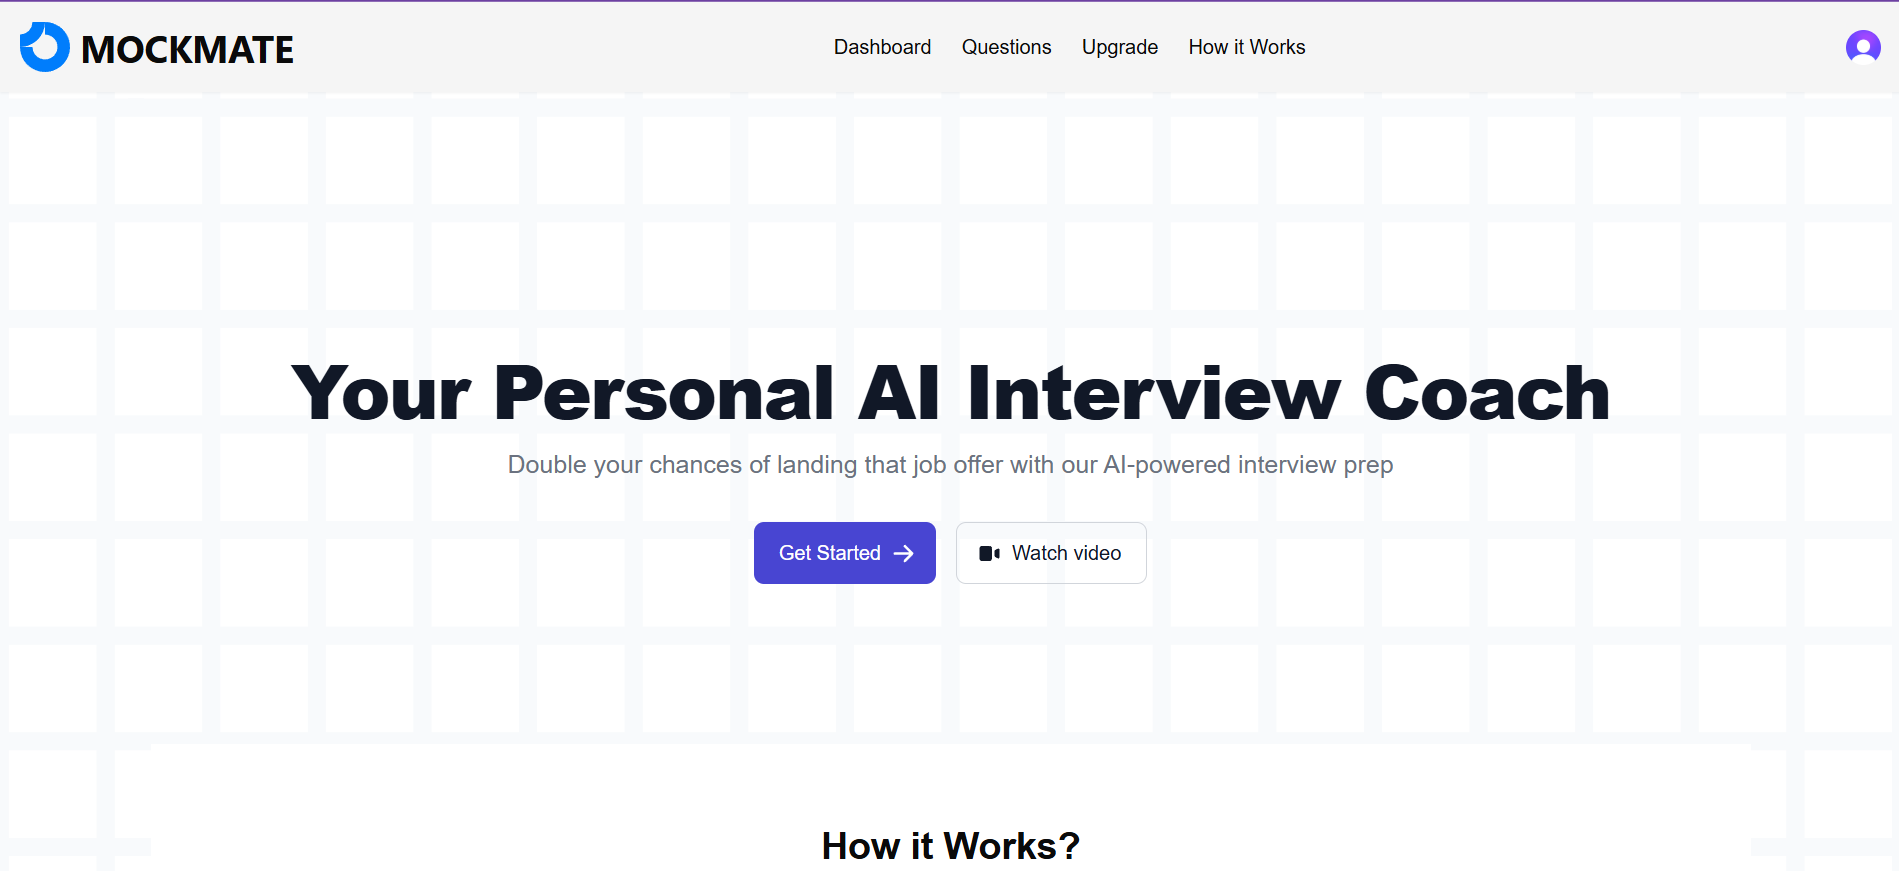 MOCKMATE
Dashboard Questions Upgrade How it Works
Your Personal AI Interview Coach
Double your chances of landing that job offer with our AI-powered interview prep
Get Started
Watch video
How it Works?